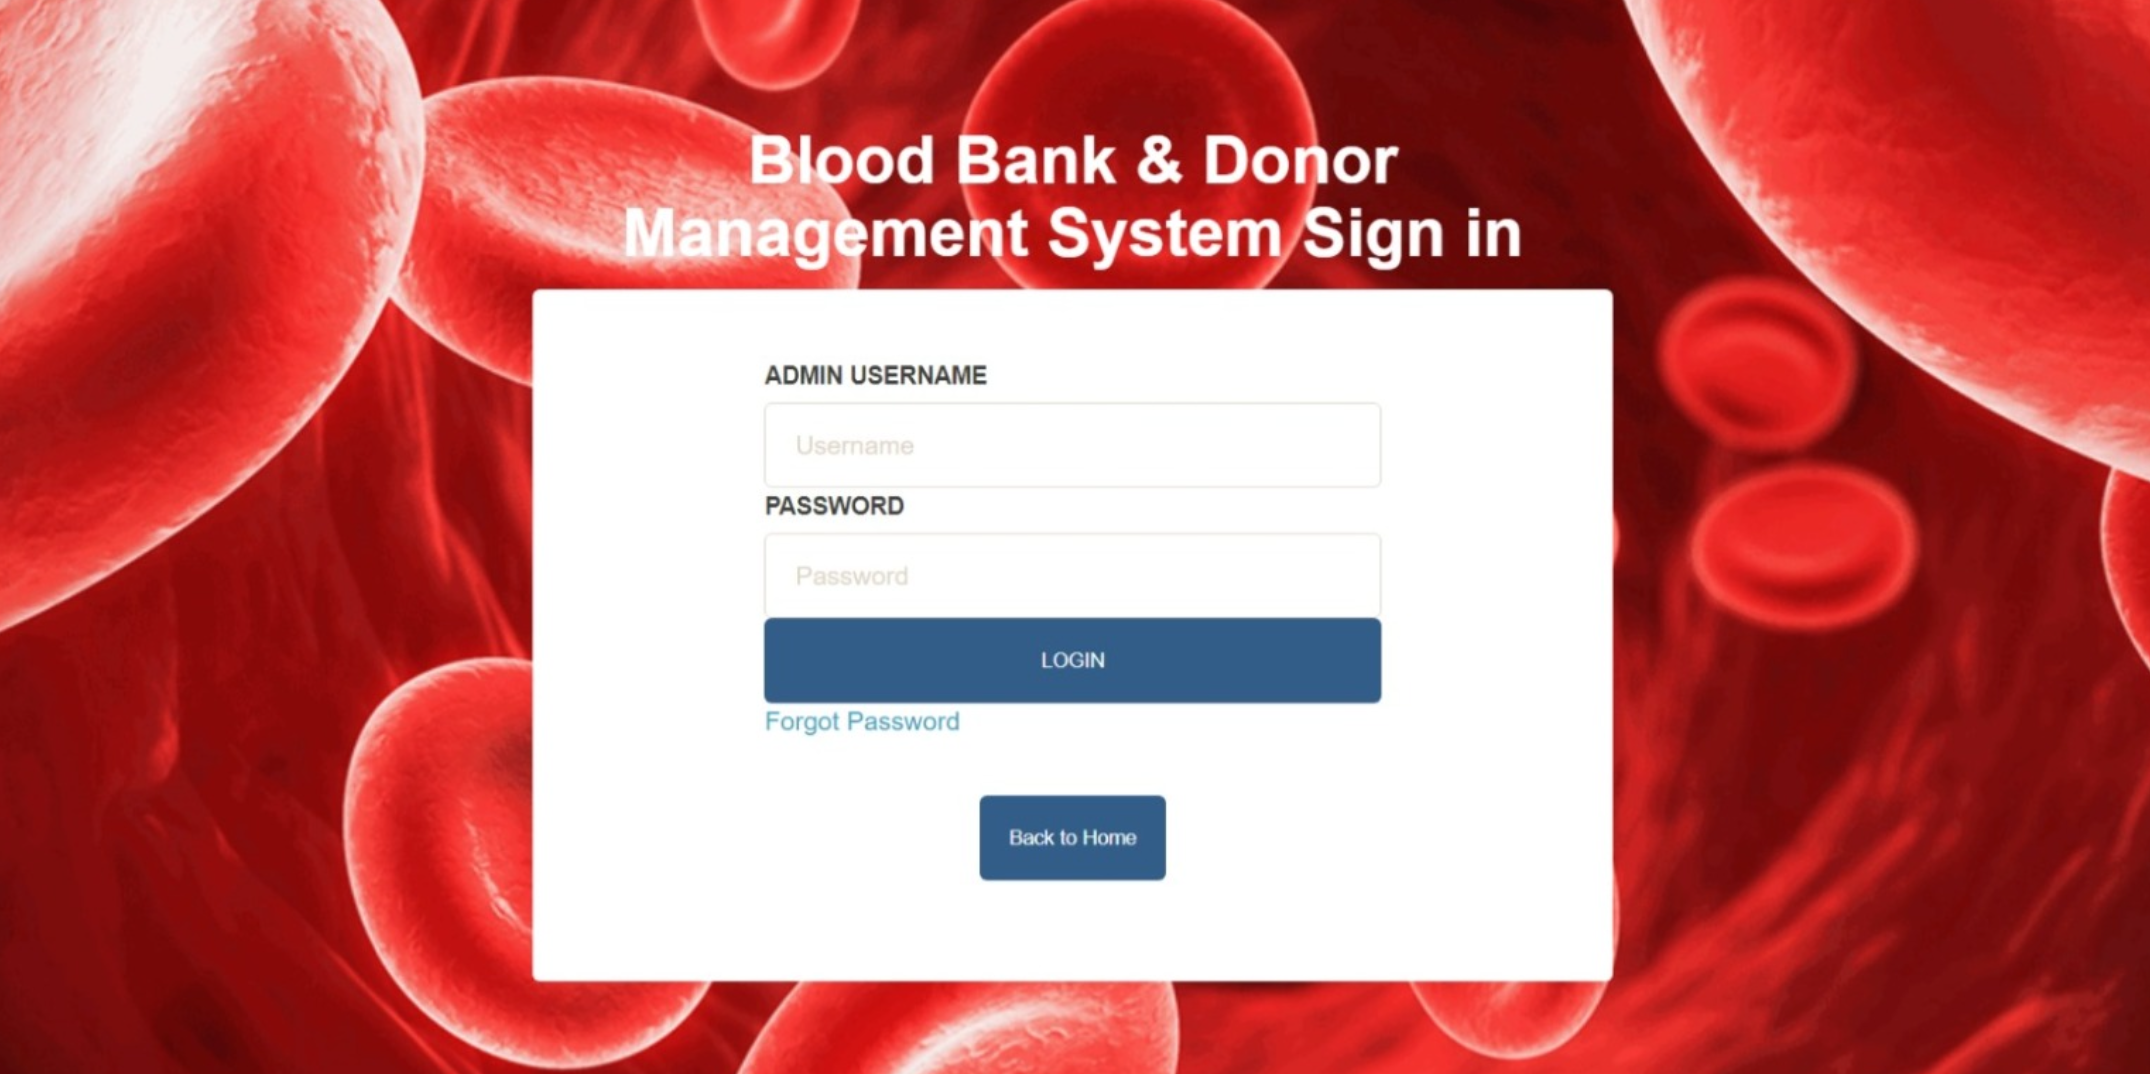 Blood Bank & Donor
Management System Sign in
ADMIN USERNAME
Username
PASSWORD
Password
LOGIN
Forgot Password
Back to Home